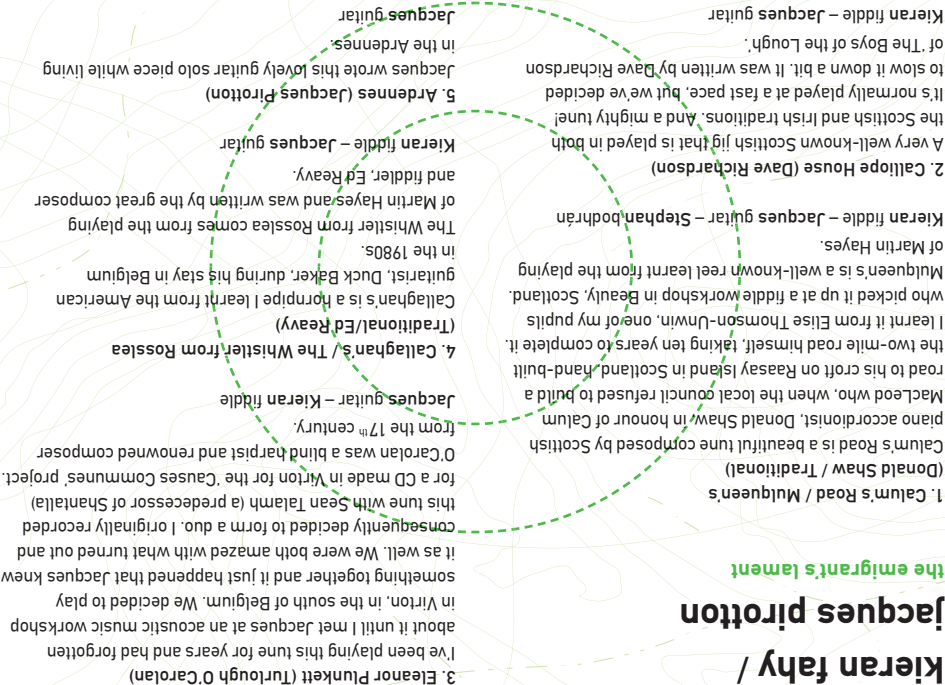 kieran fahy /
jacques pirotton
the emigrant's lament
1. Calum's Road / Mulqueen's
(Donald Shaw / Traditional)
Calum's Road is a beautiful tune composed by Scottish
piano accordionist, Donald Shaw, in honour of Calum
MacLeod who, when the local council refused to build a
road to his croft on Raasay Island in Scotland, hand-built
the two-mile road himself, taking ten years to complete it.
I learnt it from Elise Thomson-Unwin, one of my pupils
who picked it up at a fiddle workshop in Beauly, Scotland.
Mulqueen's is a well-known reel learnt from the playing
of Martin Hayes.
Kieran fiddle – Jacques guitar – Stephan bodhrán
2. Calliope House (Dave Richardson)
A very well-known Scottish jig that is played in both
the Scottish and Irish traditions. And a mighty tune!
It's normally played at a fast pace, but we've decided
to slow it down a bit. It was written by Dave Richardson
of 'The Boys of the Lough'.
Kieran fiddle – Jacques guitar
3. Eleanor Plunkett (Turlough O'Carolan)
I've been playing this tune for years and had forgotten
about it until I met Jacques at an acoustic music workshop
in Virton, in the south of Belgium. We decided to play
something together and it just happened that Jacques knew
it as well. We were both amazed with what turned out and
consequently decided to form a duo. I originally recorded
this tune with Sean Talamh (a predecessor of Shantalla)
for a CD made in Virton for the 'Causes Communes' project.
O'Carolan was a blind harpist and renowned composer
from the 17th century.
Jacques guitar – Kieran fiddle
4. Callaghan's / The Whistler from Rosslea
(Traditional/Ed Reavy)
Callaghan's is a hornpipe I learnt from the American
guitarist, Duck Baker, during his stay in Belgium
in the 1980s.
The Whistler from Rosslea comes from the playing
of Martin Hayes and was written by the great composer
and fiddler, Ed Reavy.
Kieran fiddle – Jacques guitar
5. Ardennes (Jacques Pirotton)
Jacques wrote this lovely guitar solo piece while living
in the Ardennes.
Jacques guitar